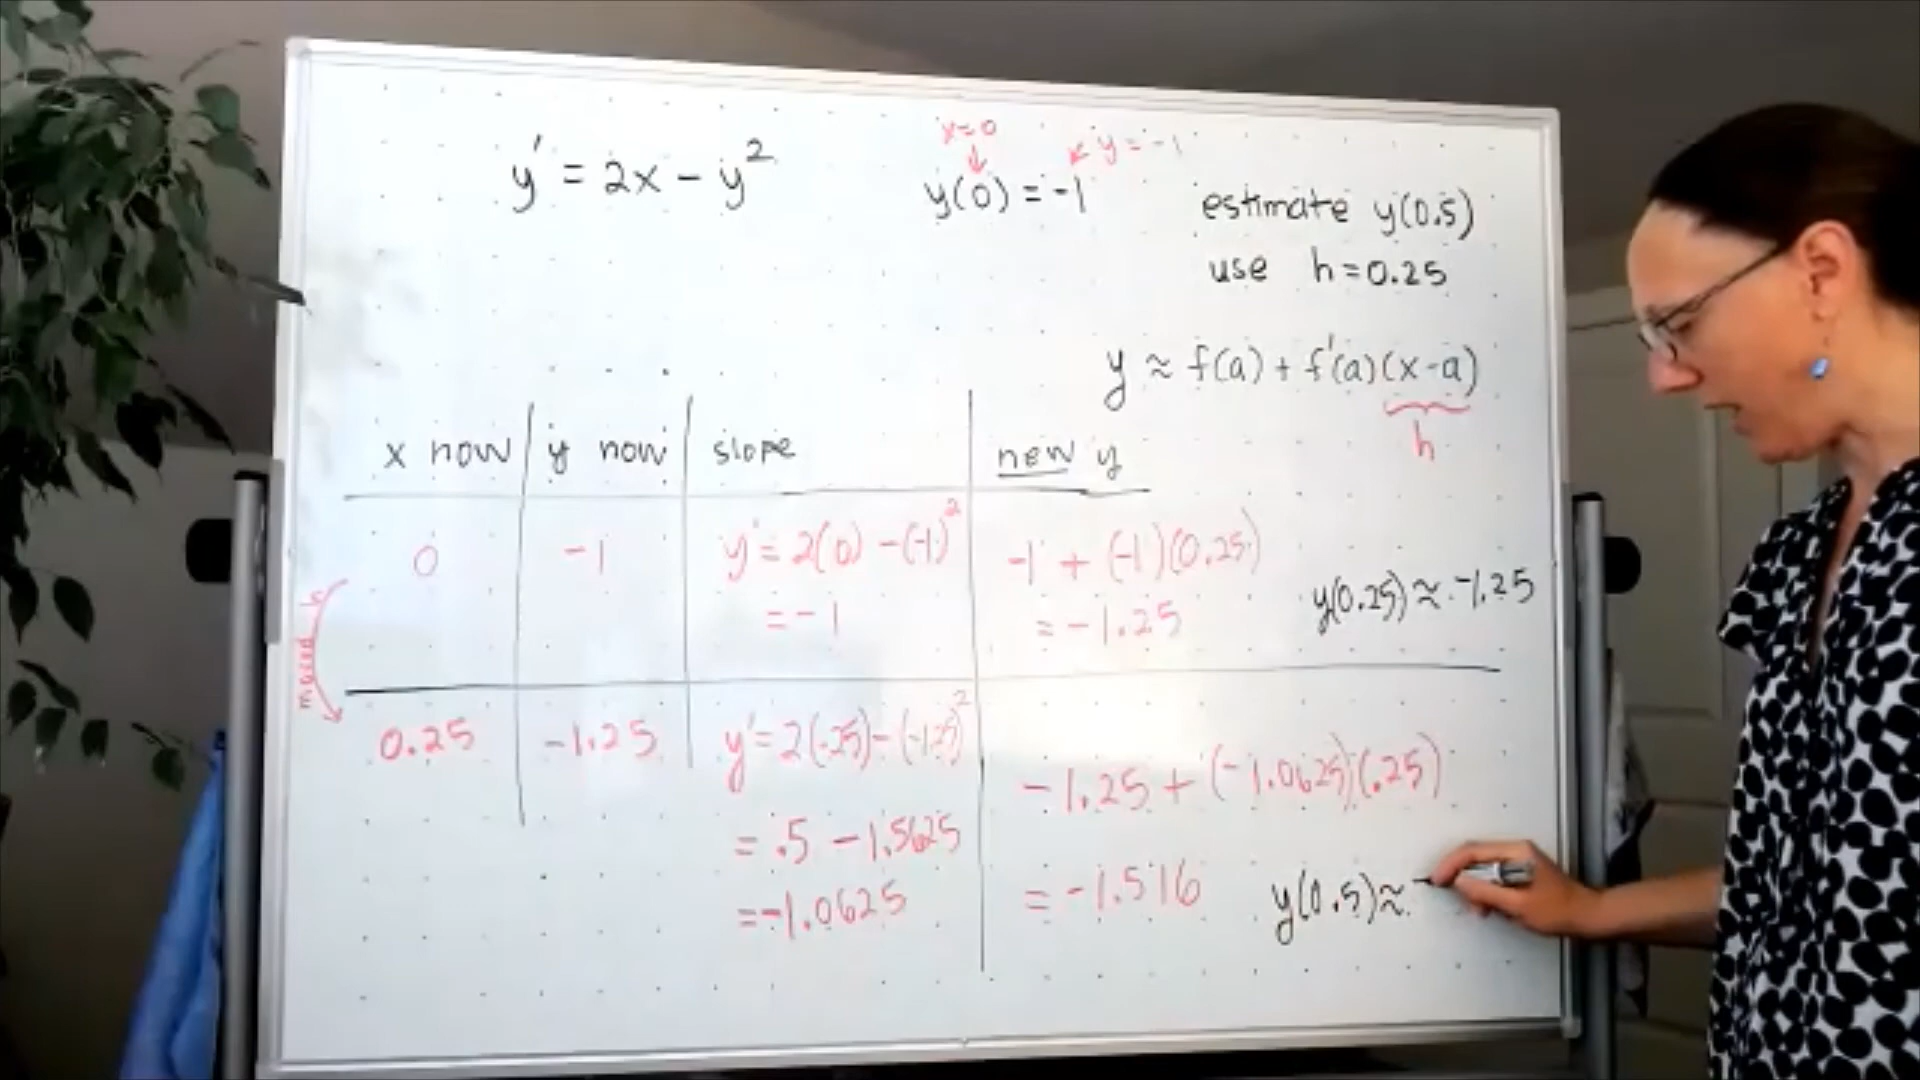 x=0
y = -1
y' = 2x - y²
y(0) = -1
estimate y(0.5)
use h=0.25
y ≈ f(a) + f'(a)(x-a)
h
x now | y now | slope | new y
0 | -1 | y' = 2(0) - (-1)² | -1 + (-1)(0.25)
= -1 | = -1.25
y(0.25) ≈ -1.25
need h
0.25 | -1.25 | y' = 2(.25) - (-1.25)² | -1.25 + (-1.0625)(.25)
= .5 - 1.5625
= -1.0625 | = -1.516
y(0.5) ≈ -